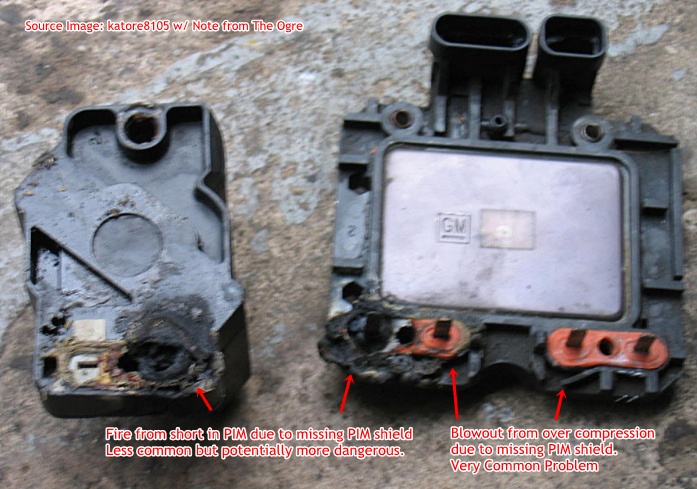 Source Image: katore8105 w/ Note from The Ogre
GM
2
Fire from short in PIM due to missing PIM shield
Less common but potentially more dangerous.
Blowout from over compression
due to missing PIM shield.
Very Common Problem